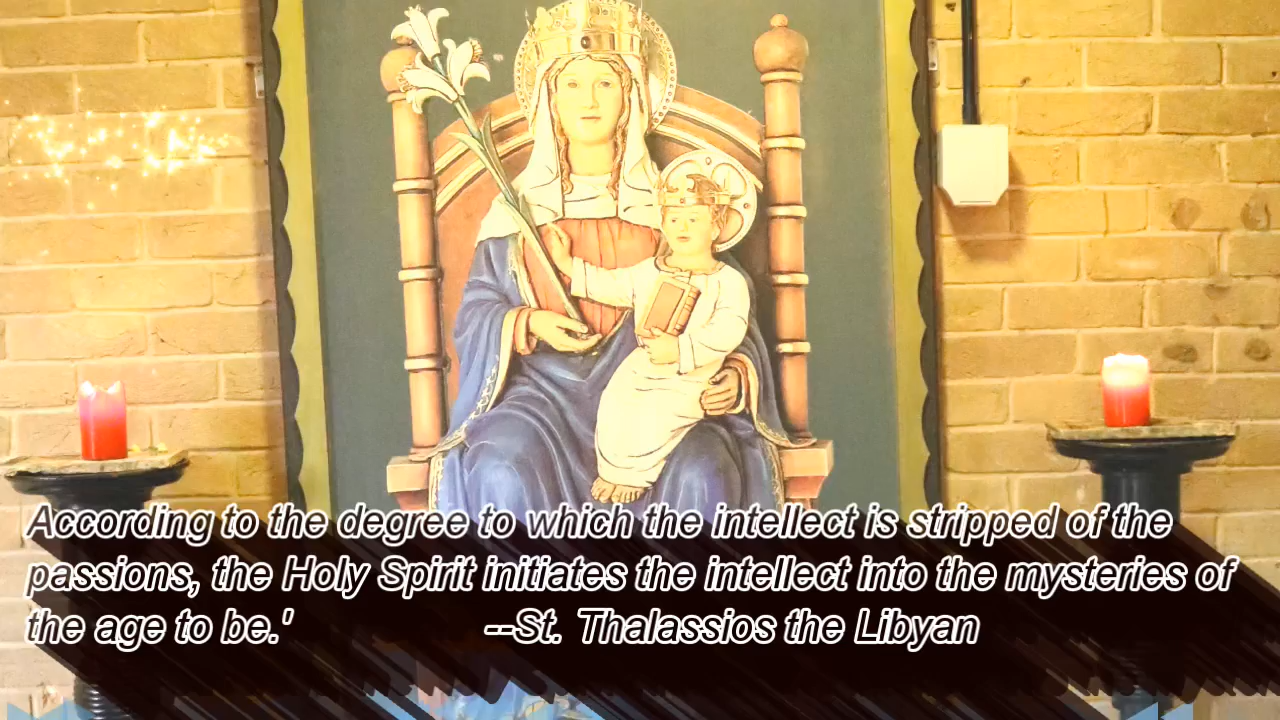 According to the degree to which the intellect is stripped of the
passions, the Holy Spirit initiates the intellect into the mysteries of
the age to be.' --St. Thalassios the Libyan